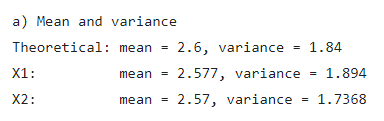 a) Mean and variance
Theoretical: mean = 2.6, variance = 1.84
X1: mean = 2.577, variance = 1.894
X2: mean = 2.57, variance = 1.7368